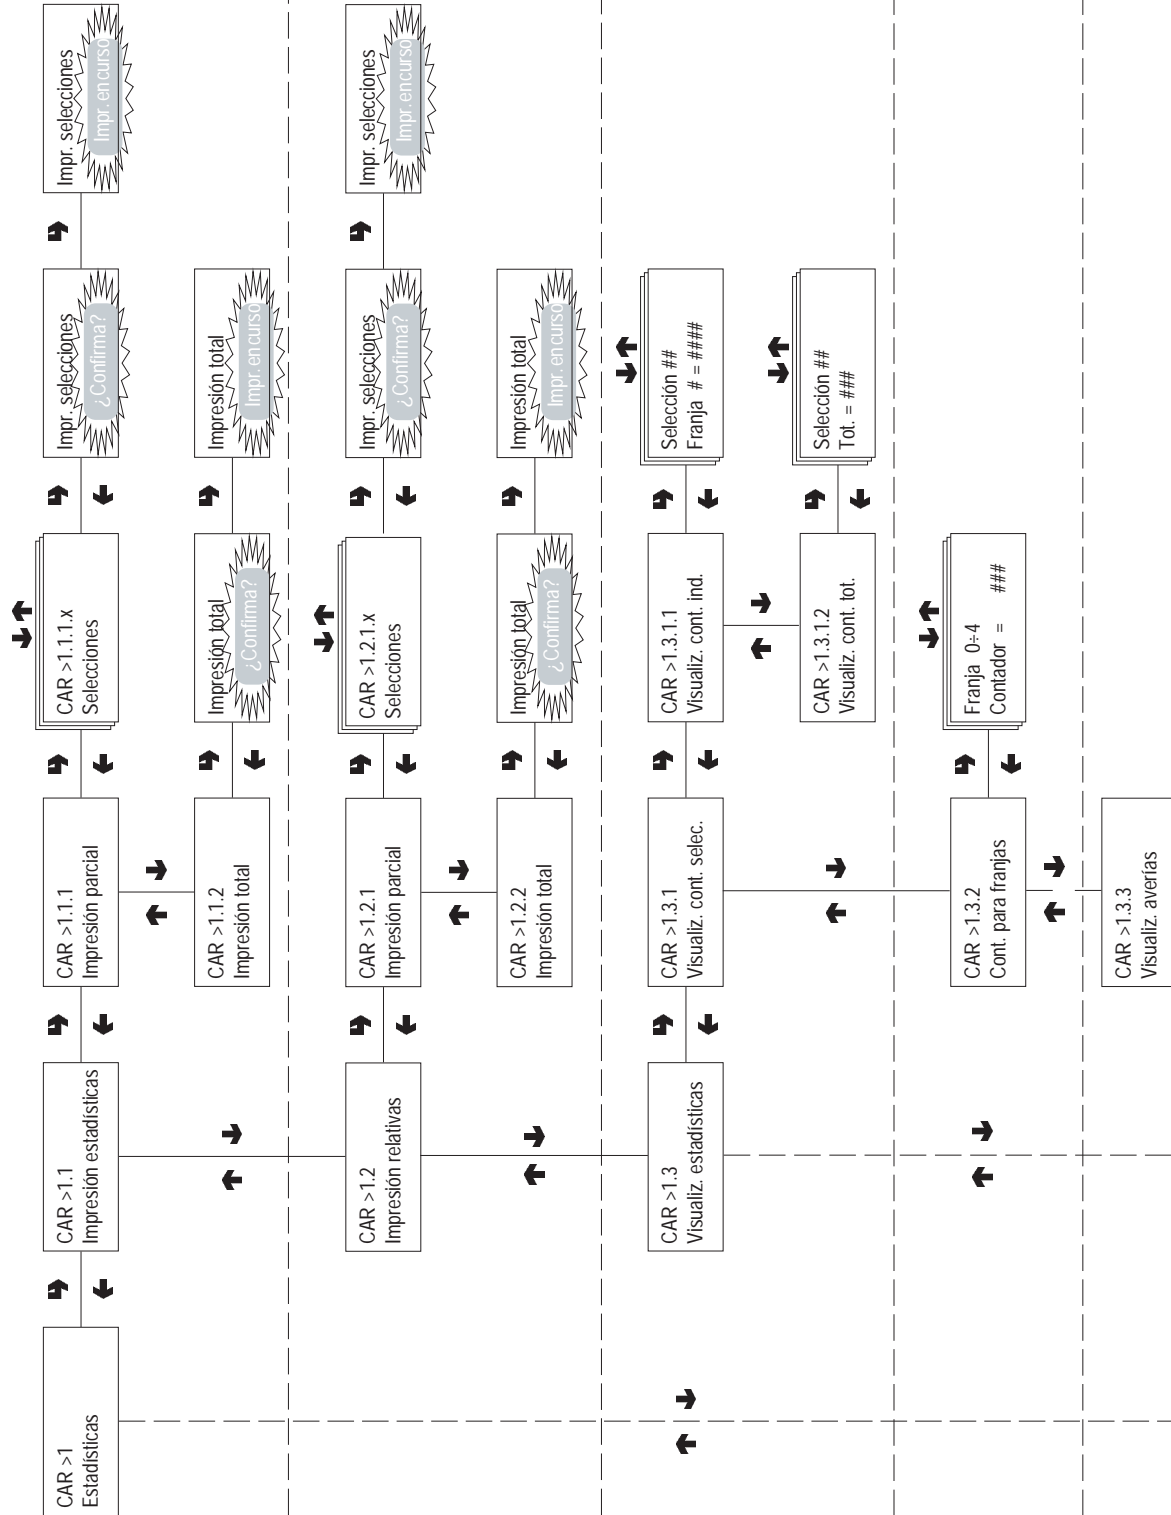 CAR >1
Estadísticas
CAR >1.1
Impresión estadísticas
CAR >1.1.1
Impresión parcial
CAR >1.1.1.x
Selecciones
Impr. selecciones
¿Confirma?
Impr. selecciones
Impr. en curso
CAR >1.1.2
Impresión total
Impresión total
¿Confirma?
Impresión total
Impr. en curso
CAR >1.2
Impresión relativas
CAR >1.2.1
Impresión parcial
CAR >1.2.1.x
Selecciones
Impr. selecciones
¿Confirma?
Impr. selecciones
Impr. en curso
CAR >1.2.2
Impresión total
Impresión total
¿Confirma?
Impresión total
Impr. en curso
CAR >1.3
Visualiz. estadísticas
CAR >1.3.1
Visualiz. cont. selec.
CAR >1.3.1.1
Visualiz. cont. ind.
Selección ##
Franja # = ####
CAR >1.3.1.2
Visualiz. cont. tot.
Selección ##
Tot. = ###
CAR >1.3.2
Cont. para franjas
Franja 0÷4
Contador = ###
CAR >1.3.3
Visualiz. averías